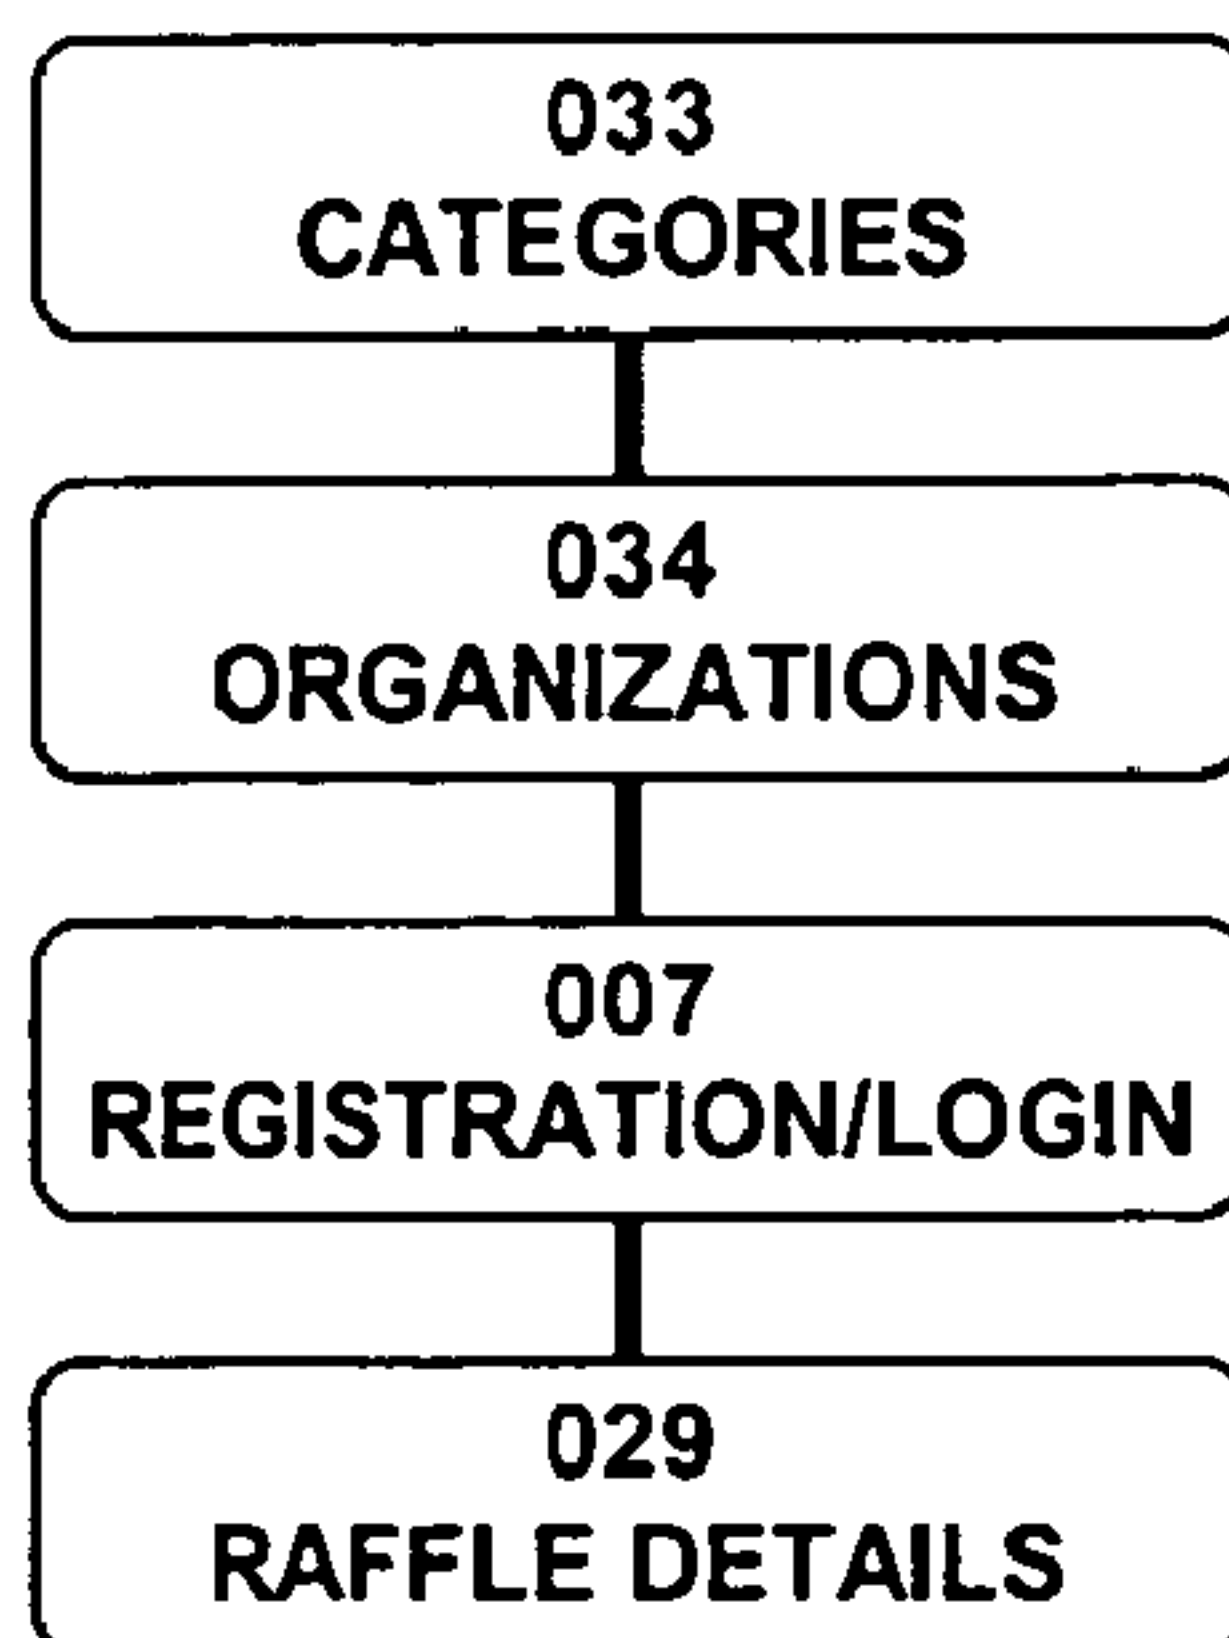 033
CATEGORIES
034
ORGANIZATIONS
007
REGISTRATION/LOGIN
029
RAFFLE DETAILS